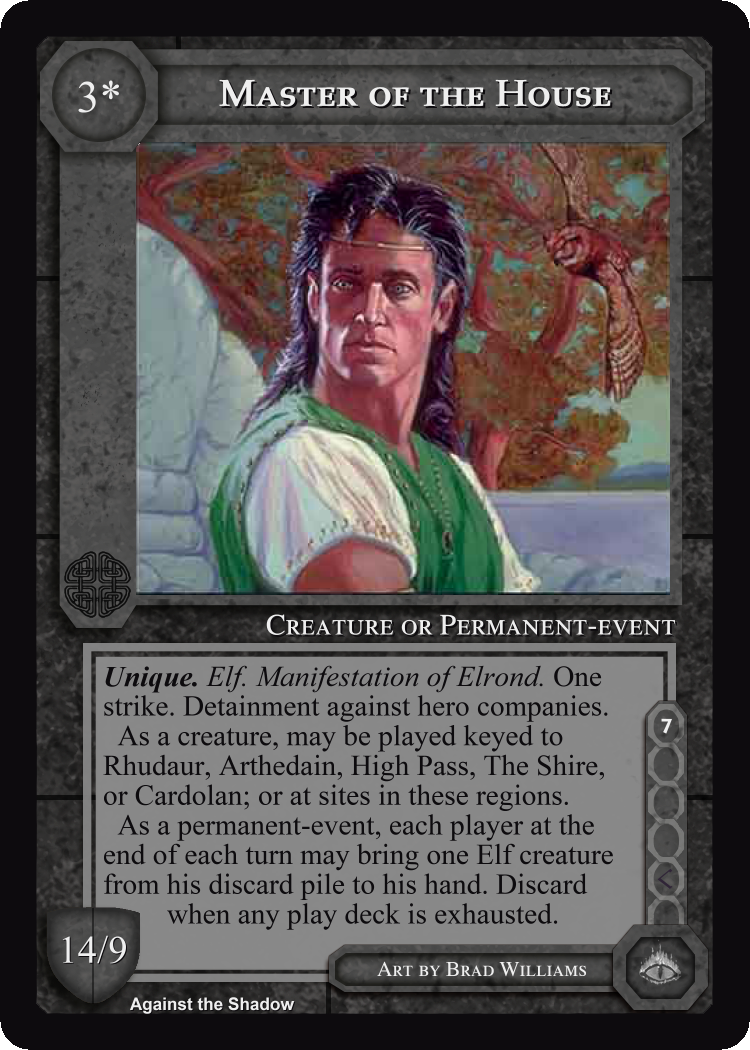 3*
Master of the House
Creature or Permanent-event
Unique. Elf. Manifestation of Elrond. One
strike. Detainment against hero companies.
As a creature, may be played keyed to
Rhudaur, Arthedain, High Pass, The Shire,
or Cardolan; or at sites in these regions.
As a permanent-event, each player at the
end of each turn may bring one Elf creature
from his discard pile to his hand. Discard
when any play deck is exhausted.
7
14/9
Art by Brad Williams
Against the Shadow